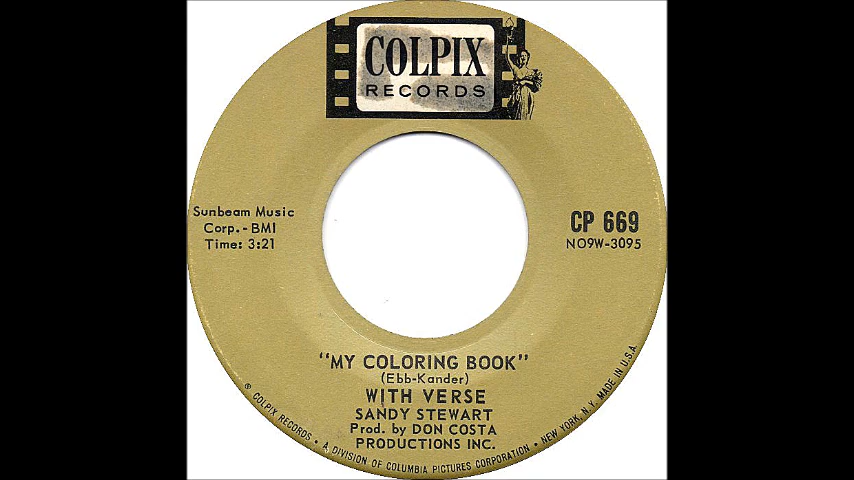 COLPIX
RECORDS
Sunbeam Music
Corp.-BMI
Time: 3:21
CP 669
NO9W-3095
"MY COLORING BOOK"
(Ebb-Kander)
WITH VERSE
SANDY STEWART
Prod. by DON COSTA
PRODUCTIONS INC.
® COLPIX RECORDS • A DIVISION OF COLUMBIA PICTURES CORPORATION • NEW YORK, N.Y. MADE IN U.S.A.